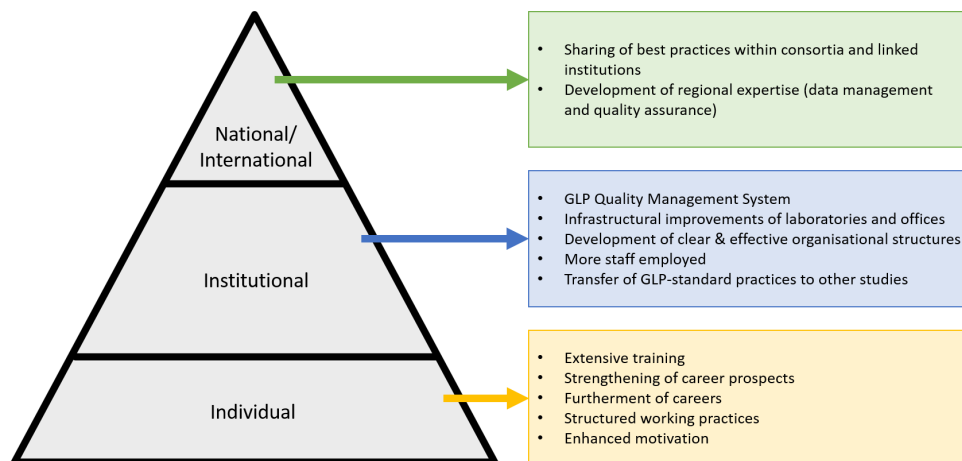 • Sharing of best practices within consortia and linked
institutions
• Development of regional expertise (data management
and quality assurance)
National/
International
• GLP Quality Management System
• Infrastructural improvements of laboratories and offices
• Development of clear & effective organisational structures
• More staff employed
• Transfer of GLP-standard practices to other studies
Institutional
• Extensive training
• Strengthening of career prospects
• Furtherment of careers
• Structured working practices
• Enhanced motivation
Individual